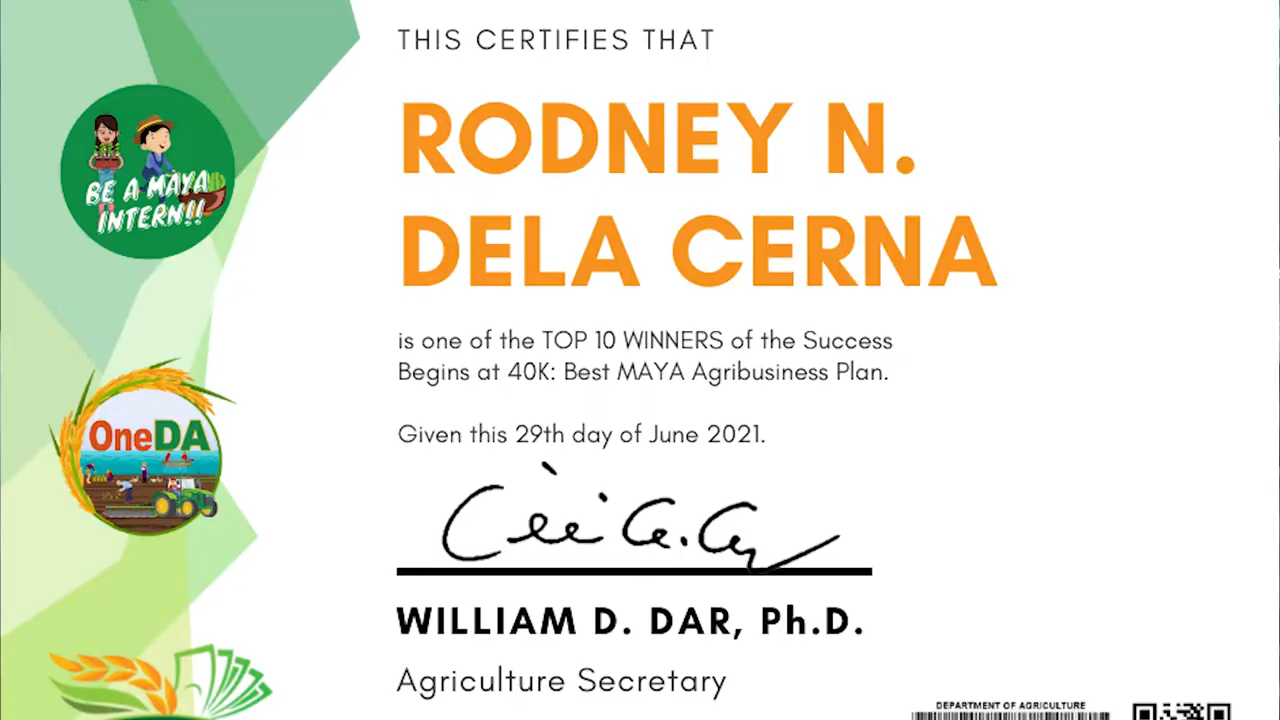 THIS CERTIFIES THAT
RODNEY N.
DELA CERNA
BE A MAYA
INTERN!!
is one of the TOP 10 WINNERS of the Success
Begins at 40K: Best MAYA Agribusiness Plan.
Given this 29th day of June 2021.
OneDA
WILLIAM D. DAR, Ph.D.
Agriculture Secretary
DEPARTMENT OF AGRICULTURE